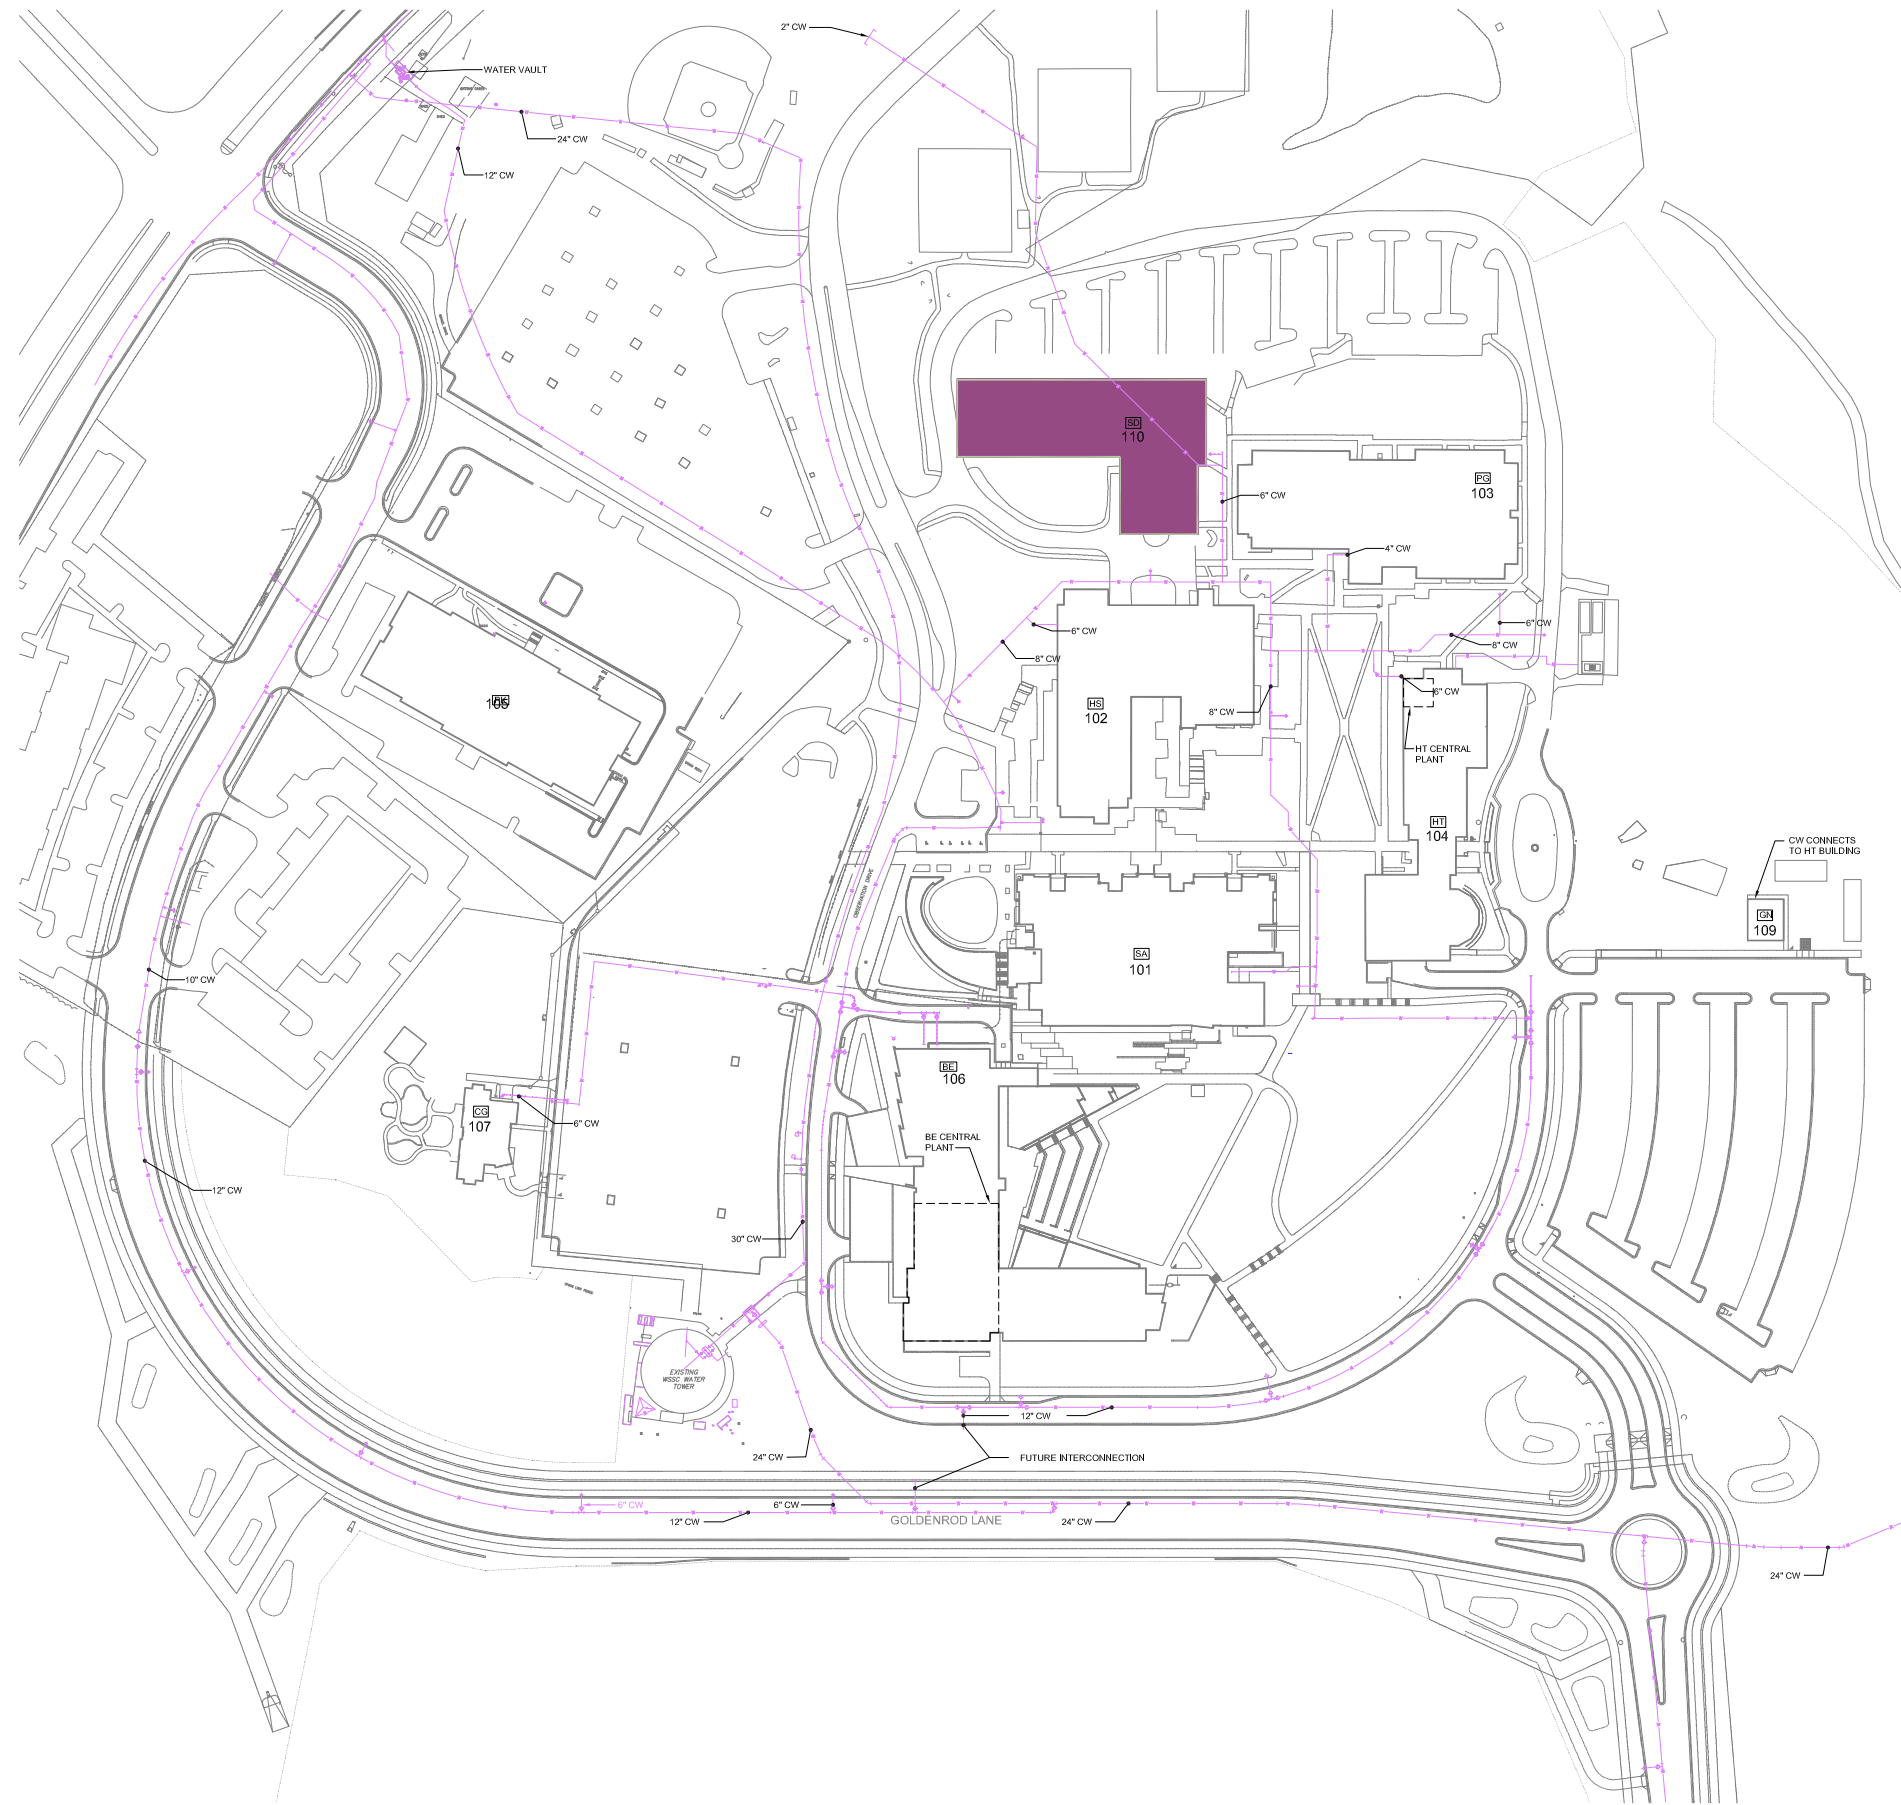 2" CW
WATER VAULT
24" CW
12" CW
SD
110
PG
103
6" CW
4" CW
6" CW
6" CW
8" CW
8" CW
6" CW
8" CW
HS
102
105
HT CENTRAL
PLANT
HT
104
CW CONNECTS
TO HT BUILDING
OBSERVATION DRIVE
GN
109
SA
101
10" CW
BE
106
CG
107
6" CW
BE CENTRAL
PLANT
12" CW
30" CW
EXISTING
WSSC WATER
TOWER
12" CW
24" CW
FUTURE INTERCONNECTION
6" CW
6" CW
12" CW
GOLDENROD LANE
24" CW
24" CW